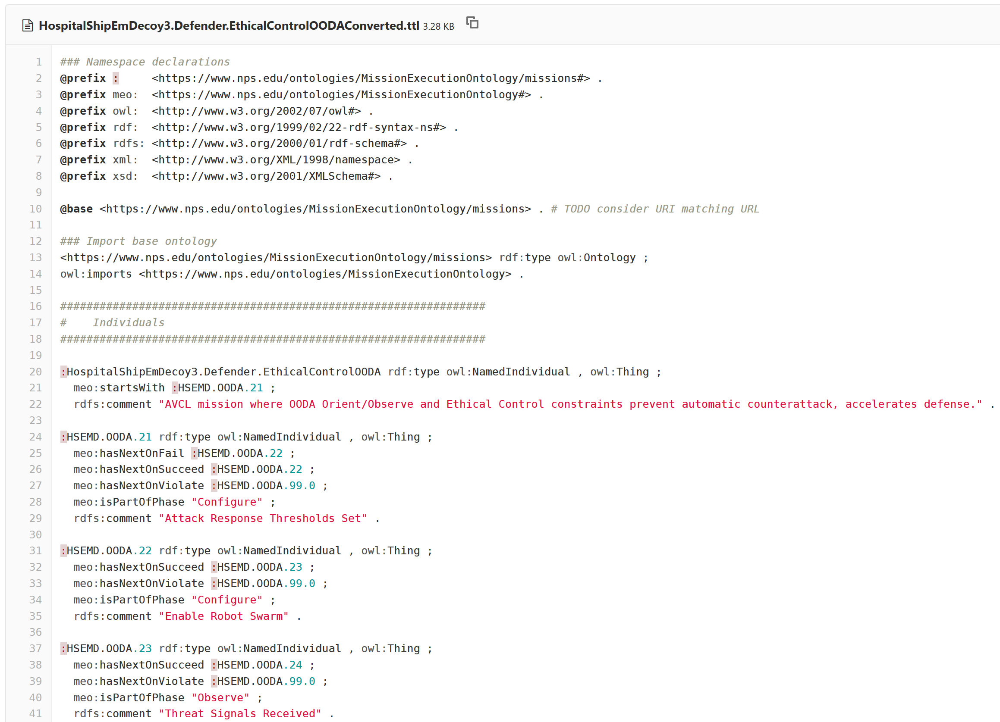 HospitalShipEmDecoy3.Defender.EthicalControlOODAConverted.ttl 3.28 KB
1 ### Namespace declarations
2 @prefix :     <https://www.nps.edu/ontologies/MissionExecutionOntology/missions#> .
3 @prefix meo:  <https://www.nps.edu/ontologies/MissionExecutionOntology#> .
4 @prefix owl:  <http://www.w3.org/2002/07/owl#> .
5 @prefix rdf:  <http://www.w3.org/1999/02/22-rdf-syntax-ns#> .
6 @prefix rdfs: <http://www.w3.org/2000/01/rdf-schema#> .
7 @prefix xml:  <http://www.w3.org/XML/1998/namespace> .
8 @prefix xsd:  <http://www.w3.org/2001/XMLSchema#> .
9
10 @base <https://www.nps.edu/ontologies/MissionExecutionOntology/missions> . # TODO consider URI matching URL
11
12 ### Import base ontology
13 <https://www.nps.edu/ontologies/MissionExecutionOntology/missions> rdf:type owl:Ontology ;
14 owl:imports <https://www.nps.edu/ontologies/MissionExecutionOntology> .
15
16 #################################################################
17 #    Individuals
18 #################################################################
19
20 :HospitalShipEmDecoy3.Defender.EthicalControlOODA rdf:type owl:NamedIndividual , owl:Thing ;
21   meo:startsWith :HSEMD.OODA.21 ;
22   rdfs:comment "AVCL mission where OODA Orient/Observe and Ethical Control constraints prevent automatic counterattack, accelerates defense." .
23
24 :HSEMD.OODA.21 rdf:type owl:NamedIndividual , owl:Thing ;
25   meo:hasNextOnFail :HSEMD.OODA.22 ;
26   meo:hasNextOnSucceed :HSEMD.OODA.22 ;
27   meo:hasNextOnViolate :HSEMD.OODA.99.0 ;
28   meo:isPartOfPhase "Configure" ;
29   rdfs:comment "Attack Response Thresholds Set" .
30
31 :HSEMD.OODA.22 rdf:type owl:NamedIndividual , owl:Thing ;
32   meo:hasNextOnSucceed :HSEMD.OODA.23 ;
33   meo:hasNextOnViolate :HSEMD.OODA.99.0 ;
34   meo:isPartOfPhase "Configure" ;
35   rdfs:comment "Enable Robot Swarm" .
36
37 :HSEMD.OODA.23 rdf:type owl:NamedIndividual , owl:Thing ;
38   meo:hasNextOnSucceed :HSEMD.OODA.24 ;
39   meo:hasNextOnViolate :HSEMD.OODA.99.0 ;
40   meo:isPartOfPhase "Observe" ;
41   rdfs:comment "Threat Signals Received" .